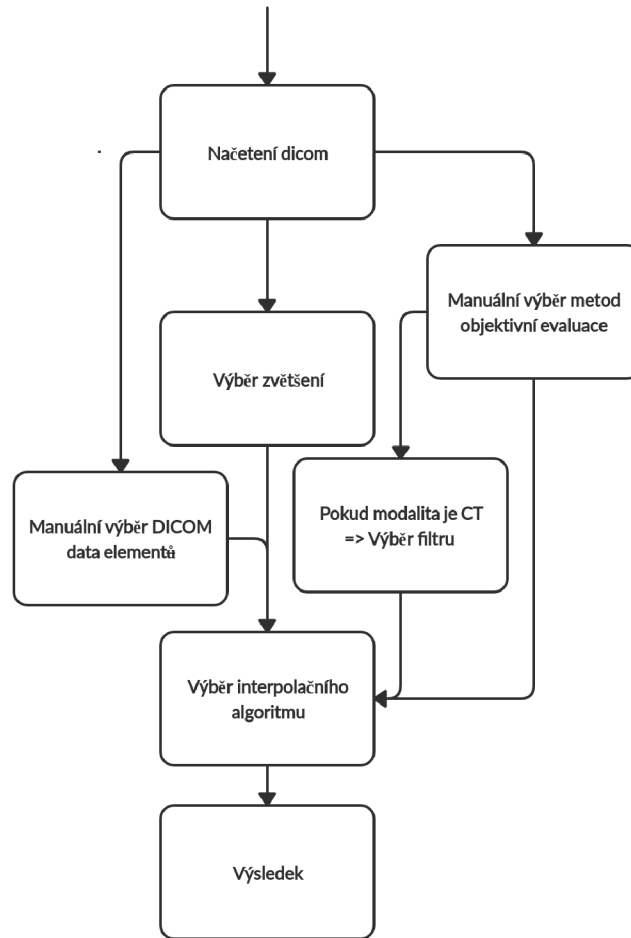 Načetení dicom
Manuální výběr metod
objektivní evaluace
Výběr zvětšení
Manuální výběr DICOM
data elementů
Pokud modalita je CT
=> Výběr filtru
Výběr interpolačního
algoritmu
Výsledek